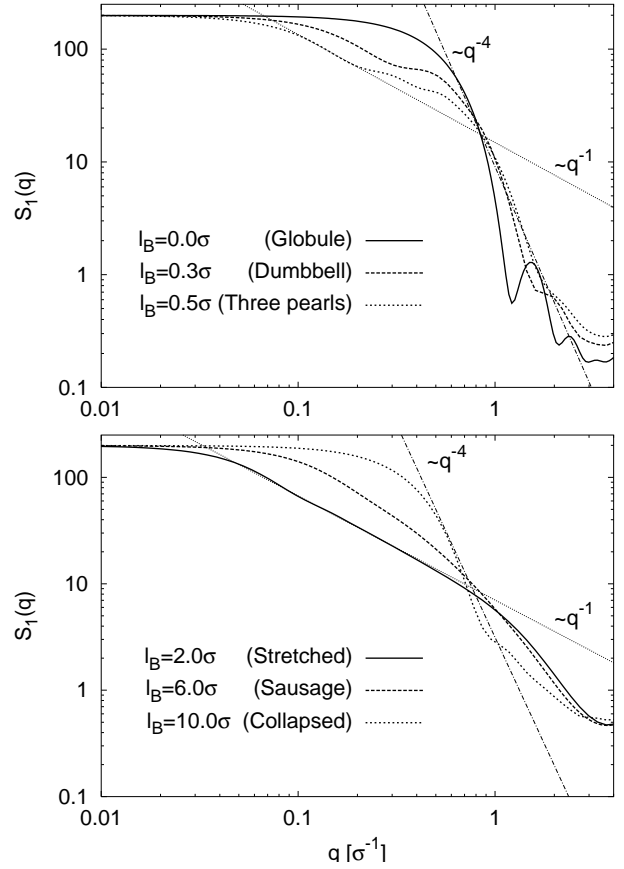 100
10
1
0.1
S₁(q)
~q⁻⁴
~q⁻¹
l_B=0.0σ (Globule)
l_B=0.3σ (Dumbbell)
l_B=0.5σ (Three pearls)
0.01 0.1 1
100
10
1
0.1
S₁(q)
~q⁻⁴
~q⁻¹
l_B=2.0σ (Stretched)
l_B=6.0σ (Sausage)
l_B=10.0σ (Collapsed)
0.01 0.1 1
q [σ⁻¹]